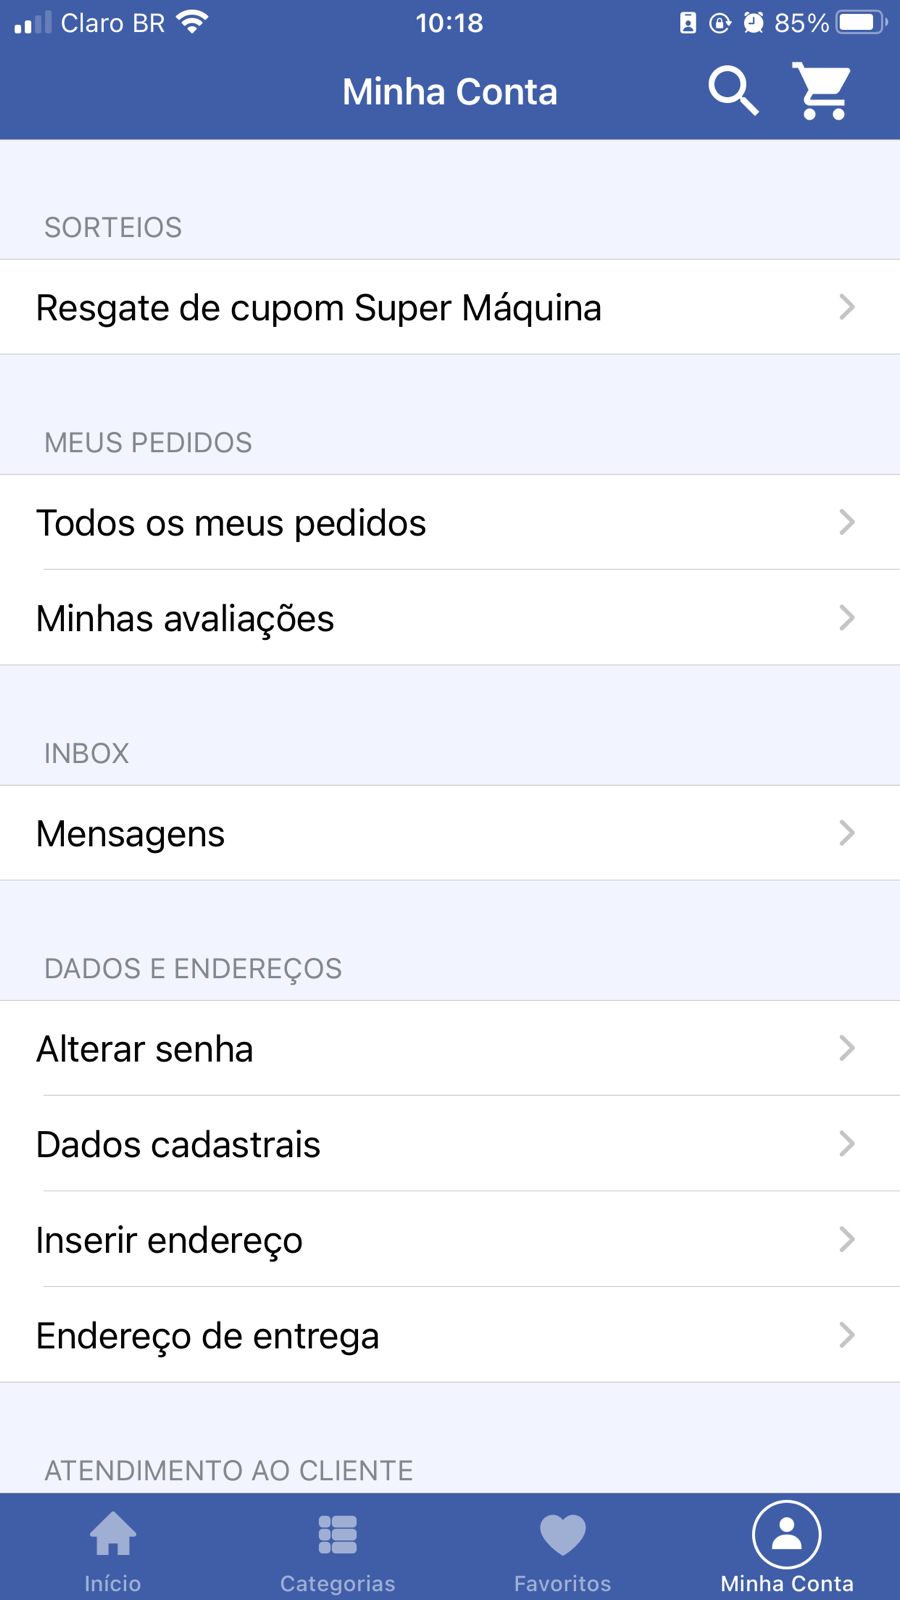 Claro BR 10:18 85%
Minha Conta
SORTEIOS
Resgate de cupom Super Máquina
MEUS PEDIDOS
Todos os meus pedidos
Minhas avaliações
INBOX
Mensagens
DADOS E ENDEREÇOS
Alterar senha
Dados cadastrais
Inserir endereço
Endereço de entrega
ATENDIMENTO AO CLIENTE
Início Categorias Favoritos Minha Conta